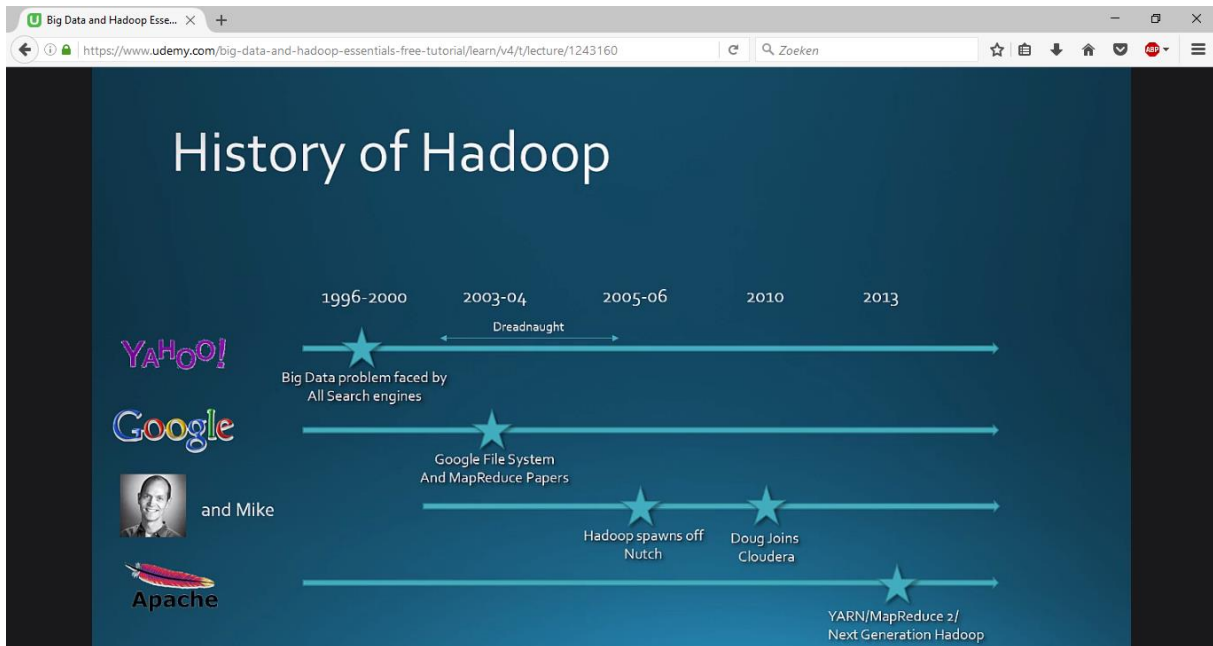 Big Data and Hadoop Esse...
https://www.udemy.com/big-data-and-hadoop-essentials-free-tutorial/learn/v4/t/lecture/1243160
Zoeken
ABP
History of Hadoop
1996-2000 2003-04 2005-06 2010 2013
Dreadnaught
YAHOO!
Big Data problem faced by
All Search engines
Google
Google File System
And MapReduce Papers
and Mike
Hadoop spawns off
Nutch
Doug Joins
Cloudera
Apache
YARN/MapReduce 2/
Next Generation Hadoop